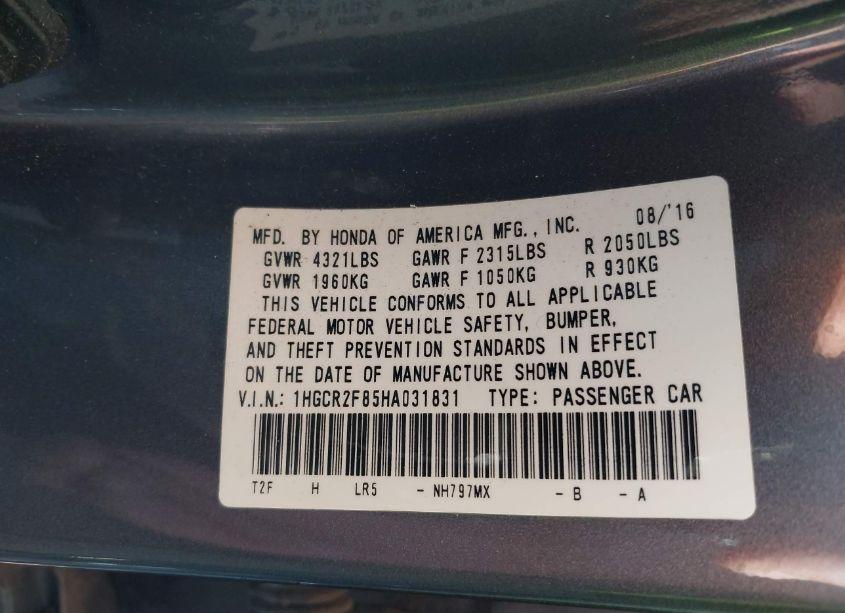 MFD. BY HONDA OF AMERICA MFG., INC. 08/'16
GVWR 4321LBS GAWR F 2315LBS R 2050LBS
GVWR 1960KG GAWR F 1050KG R 930KG
THIS VEHICLE CONFORMS TO ALL APPLICABLE
FEDERAL MOTOR VEHICLE SAFETY, BUMPER,
AND THEFT PREVENTION STANDARDS IN EFFECT
ON THE DATE OF MANUFACTURE SHOWN ABOVE.
V.I.N.: 1HGCR2F85HA031831 TYPE: PASSENGER CAR
T2F H LR5 - NH797MX - B - A